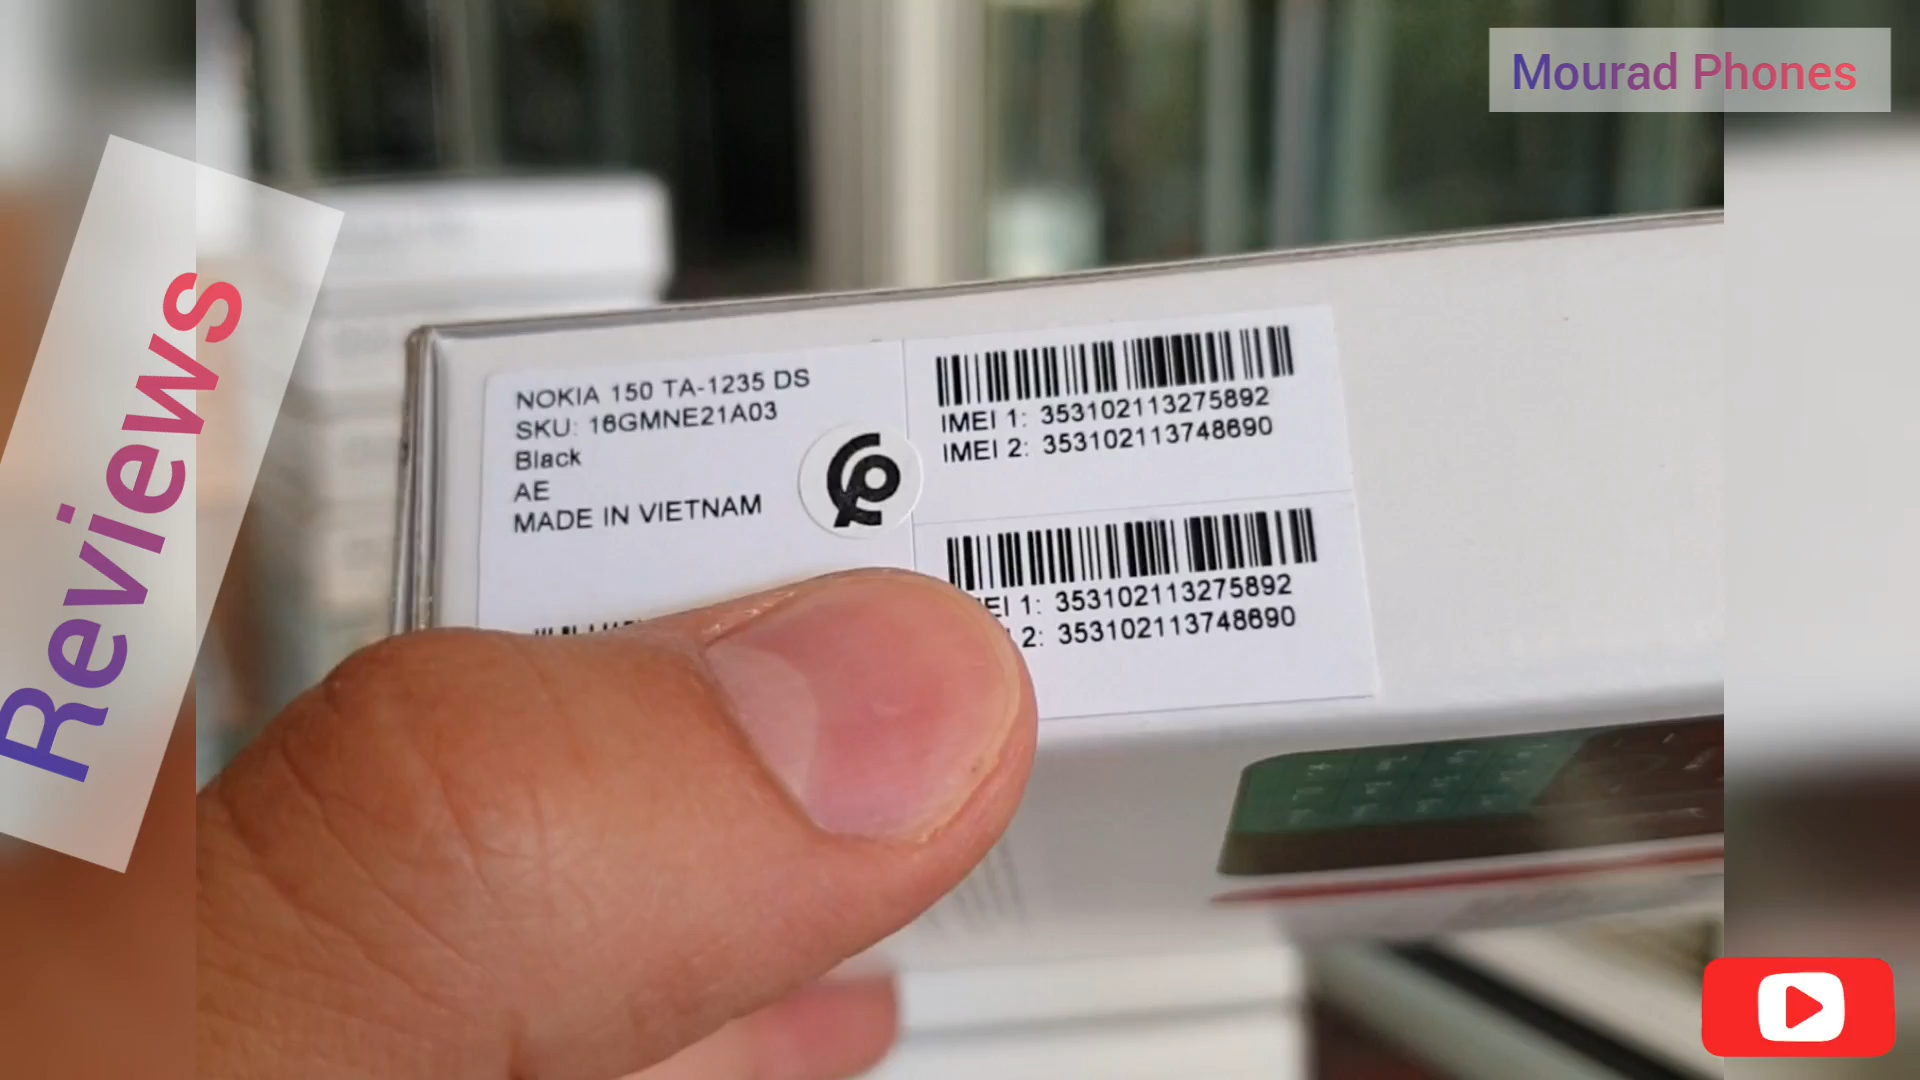 Mourad Phones
Reviews
NOKIA 150 TA-1235 DS
SKU: 16GMNE21A03
Black
AE
MADE IN VIETNAM
IMEI 1: 353102113275892
IMEI 2: 353102113748690
EI 1: 353102113275892
2: 353102113748690